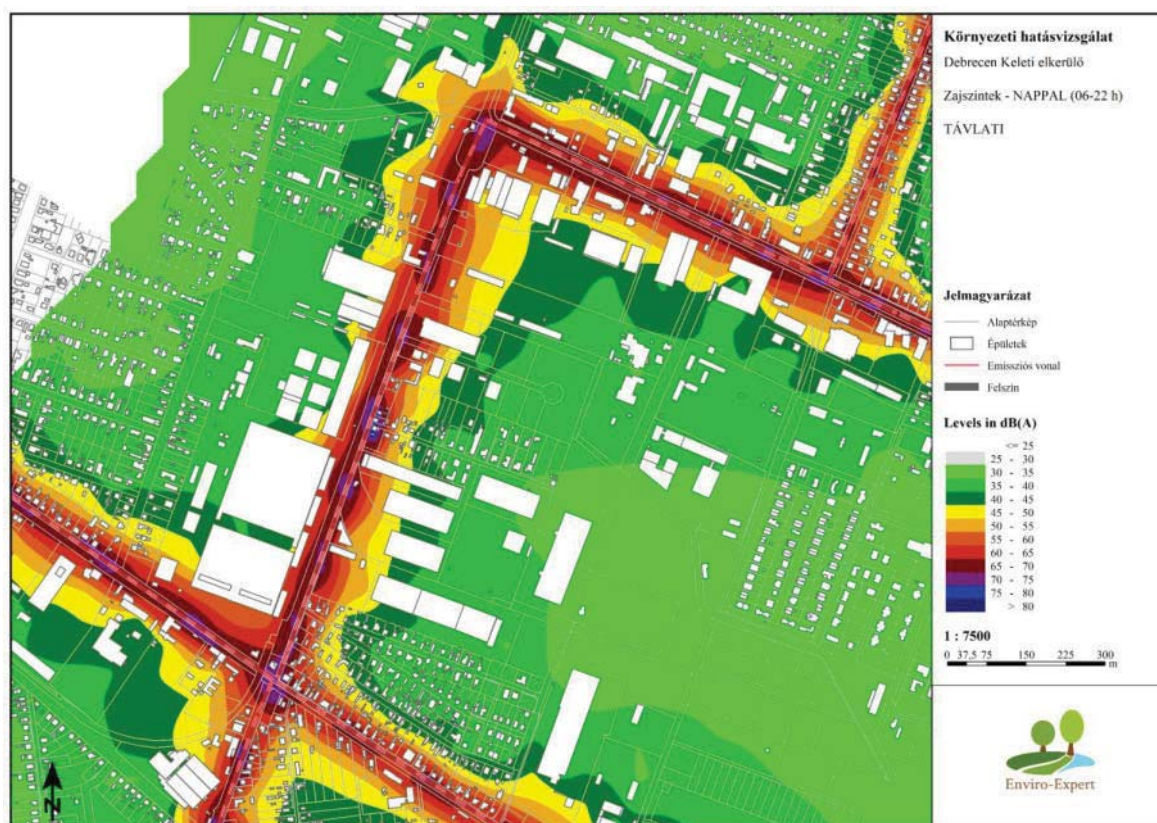 Környezeti hatásvizsgálat
Debrecen Keleti elkerülő
Zajszintek - NAPPAL (06-22 h)
TÁVLATI
Jelmagyarázat
Alaptérkép
Épületek
Emissziós vonal
Felszín
Levels in dB(A)
<= 25
25 - 30
30 - 35
35 - 40
40 - 45
45 - 50
50 - 55
55 - 60
60 - 65
65 - 70
70 - 75
75 - 80
> 80
1 : 7500
0 37,5 75 150 225 300
m
Enviro-Expert
N